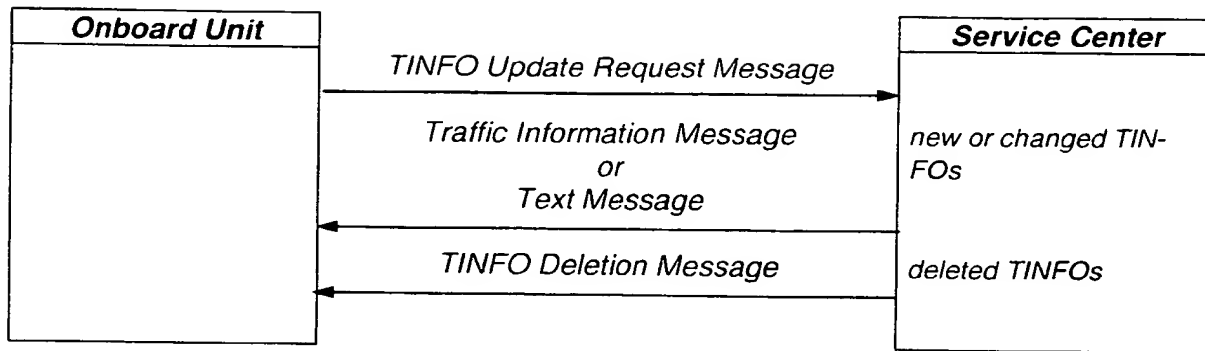 Onboard Unit
Service Center
TINFO Update Request Message
Traffic Information Message
or
Text Message
new or changed TIN-
FOs
TINFO Deletion Message
deleted TINFOs